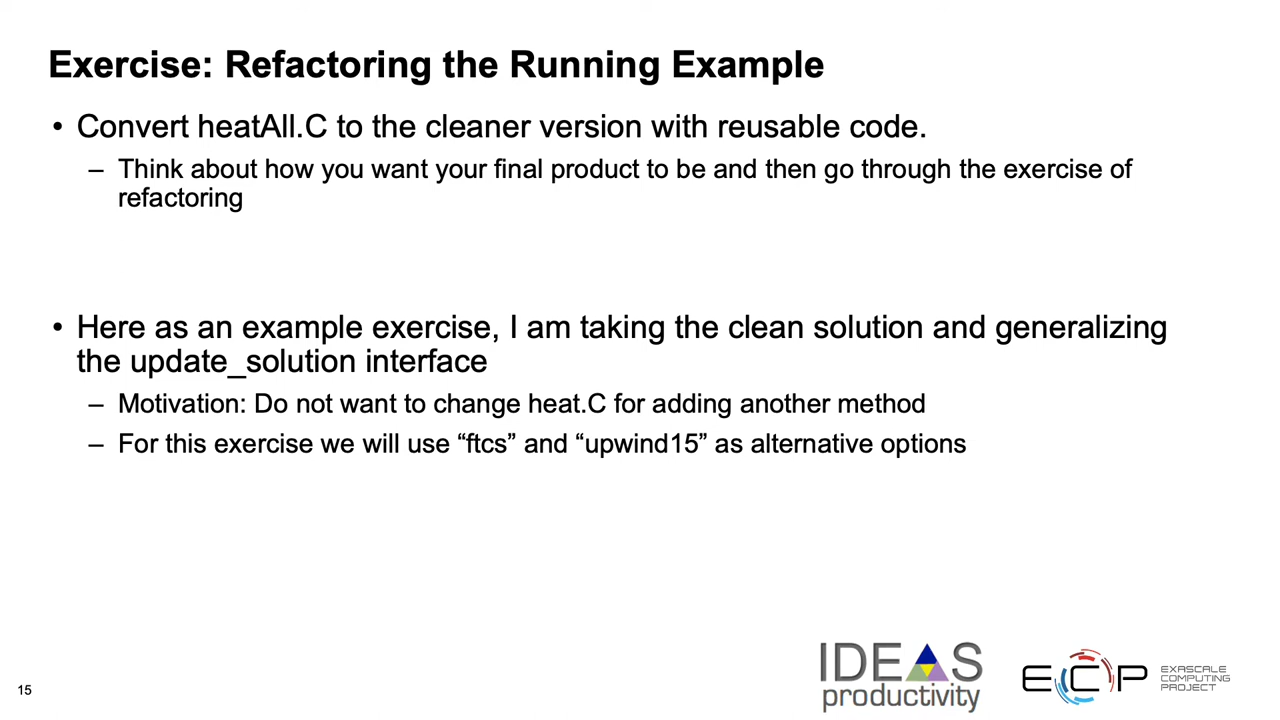 Exercise: Refactoring the Running Example
• Convert heatAll.C to the cleaner version with reusable code.
– Think about how you want your final product to be and then go through the exercise of
refactoring
• Here as an example exercise, I am taking the clean solution and generalizing
the update_solution interface
– Motivation: Do not want to change heat.C for adding another method
– For this exercise we will use “ftcs” and “upwind15” as alternative options
15
IDEAS
productivity
ECP
EXASCALE
COMPUTING
PROJECT